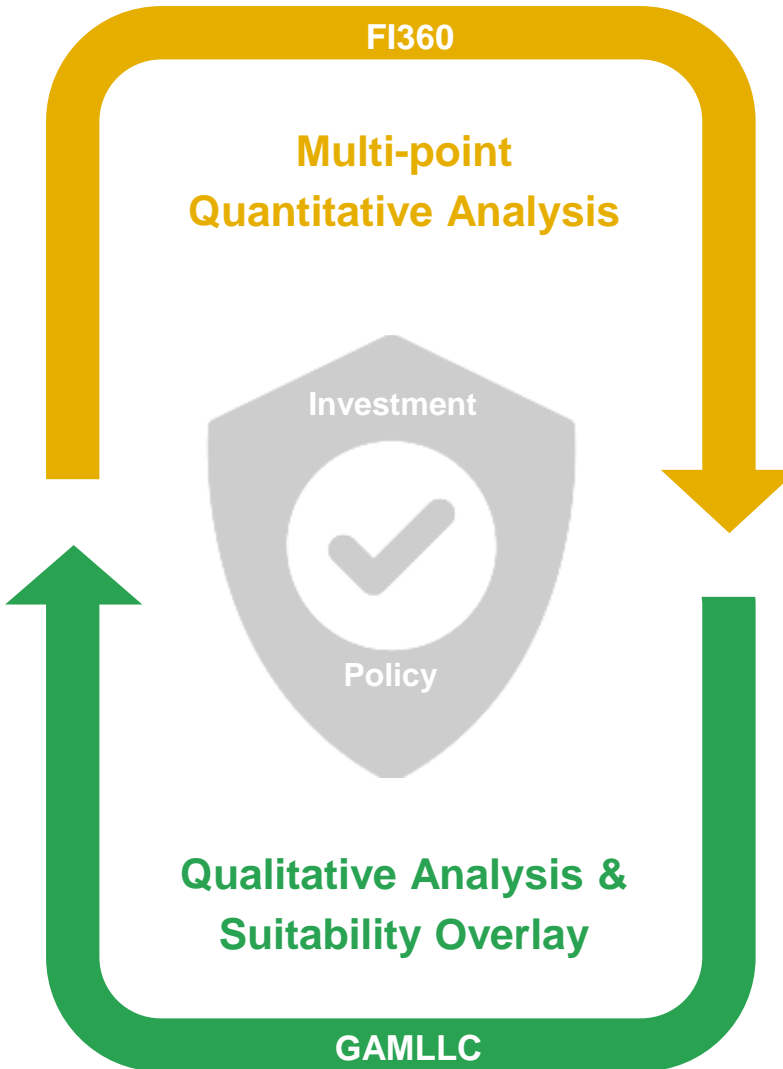 FI360
Multi-point
Quantitative Analysis
Investment
Policy
Qualitative Analysis &
Suitability Overlay
GAMLLC